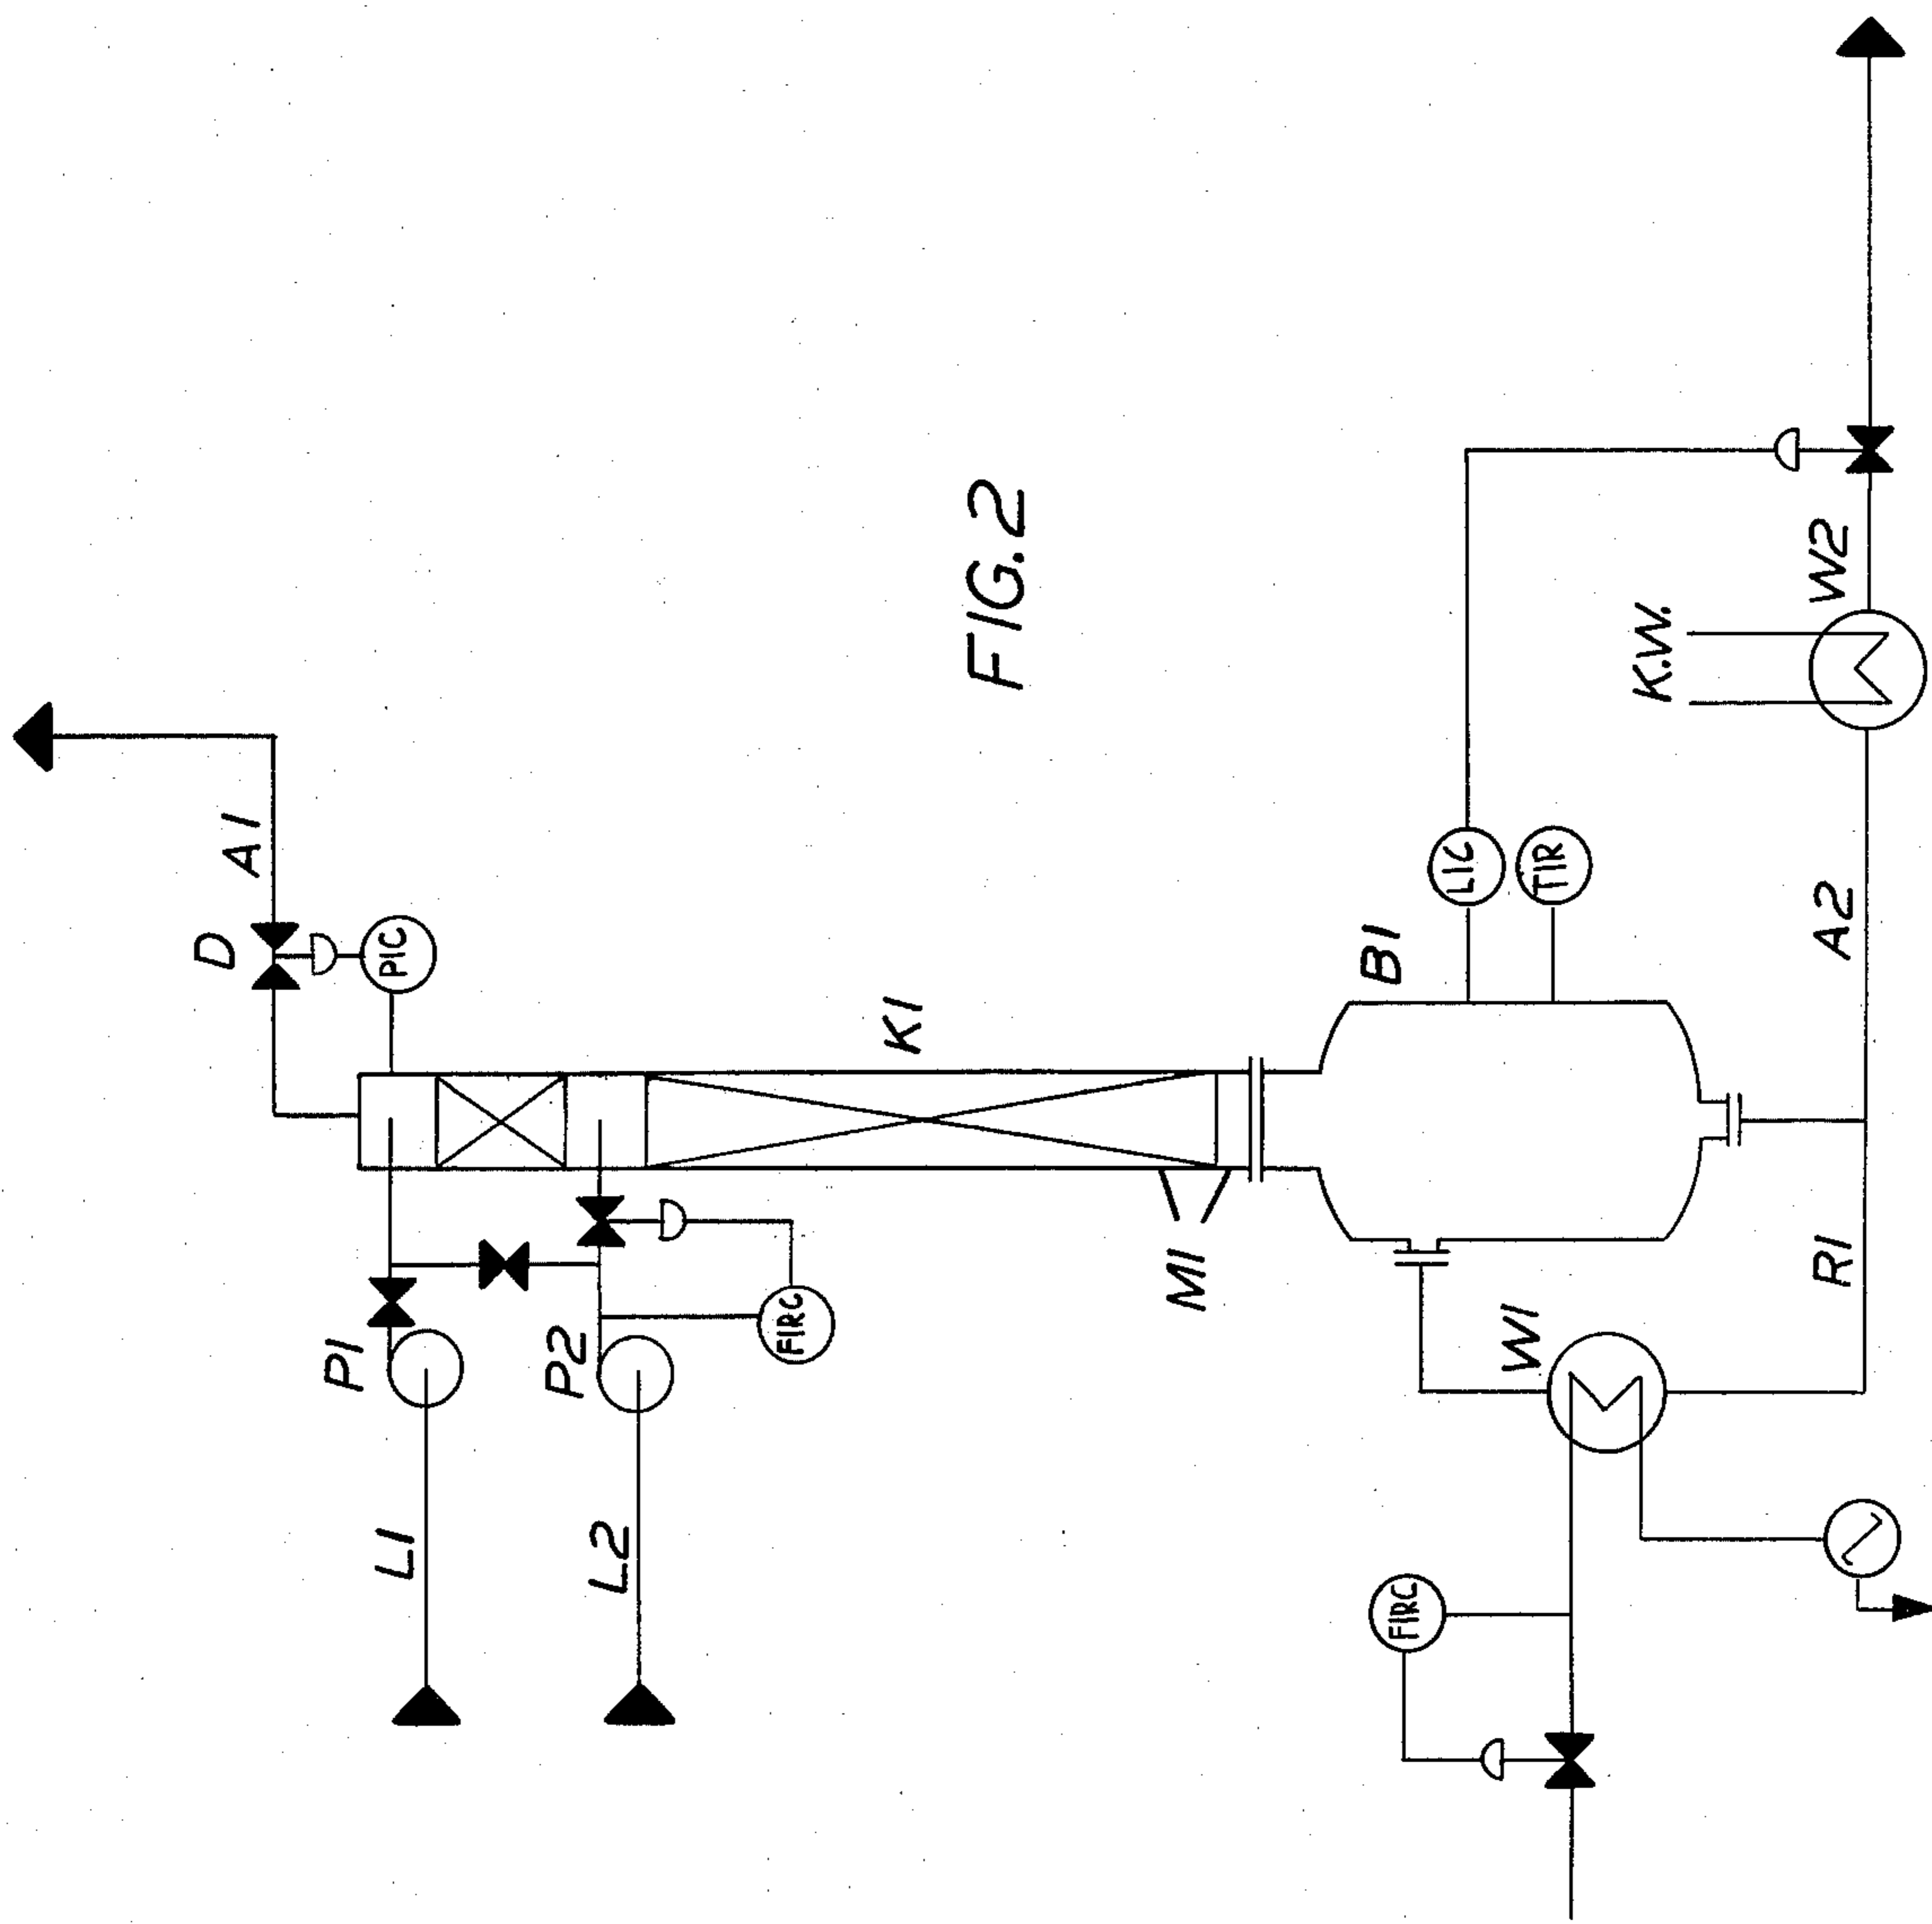 A1
D
PIC
P1
L1
P2
L2
FIRC
K1
FIG.2
M1
B1
LIC
TIR
K.W.
W2
A2
R1
W1
FIRC